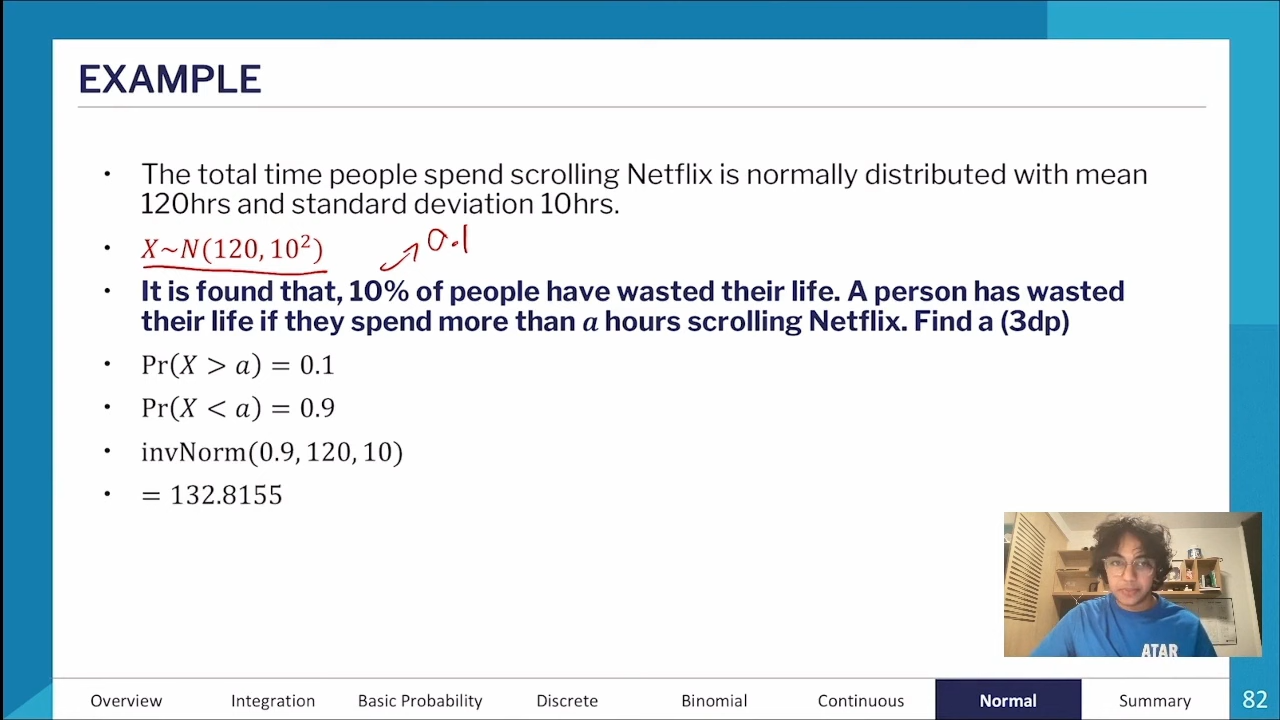 EXAMPLE
• The total time people spend scrolling Netflix is normally distributed with mean
120hrs and standard deviation 10hrs.
0.1
• X~N(120, 10²)
• It is found that, 10% of people have wasted their life. A person has wasted
their life if they spend more than a hours scrolling Netflix. Find a (3dp)
• Pr(X > a) = 0.1
• Pr(X < a) = 0.9
• invNorm(0.9, 120, 10)
• = 132.8155
ATAR
Overview Integration Basic Probability Discrete Binomial Continuous Normal Summary 82